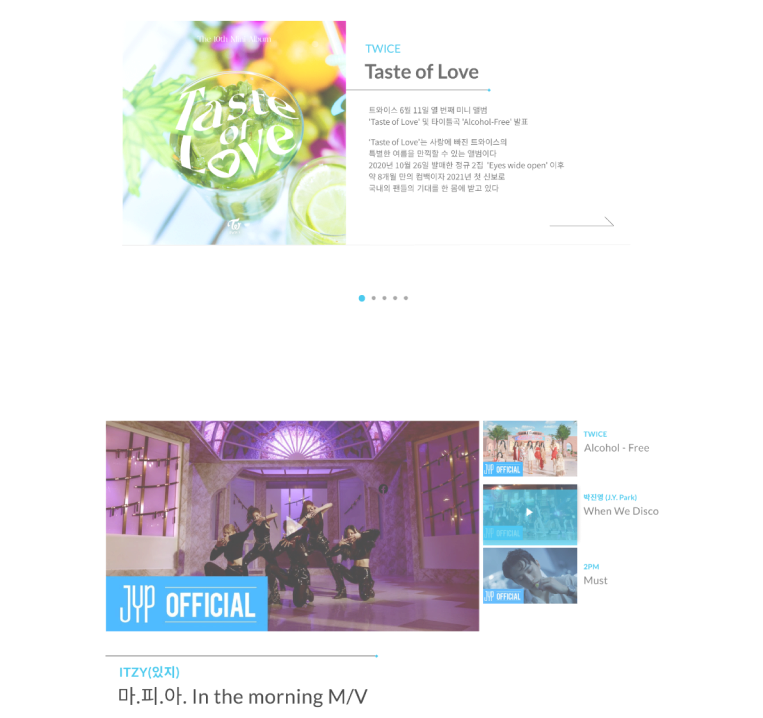 The 10th Mini Album
Taste
of
Love
TWICE
Taste of Love
트와이스 6월 11일 열 번째 미니 앨범
'Taste of Love' 및 타이틀곡 'Alcohol-Free' 발표
'Taste of Love'는 사랑에 빠진 트와이스의
특별한 여름을 만끽할 수 있는 앨범이다
2020년 10월 26일 발매한 정규 2집 'Eyes wide open' 이후
약 8개월 만의 컴백이자 2021년 첫 신보로
국내외 팬들의 기대를 한 몸에 받고 있다
JYP OFFICIAL
ITZY(있지)
마.피.아. In the morning M/V
TWICE
Alcohol - Free
JYP OFFICIAL
박진영 (J.Y. Park)
When We Disco
JYP OFFICIAL
2PM
Must
JYP OFFICIAL